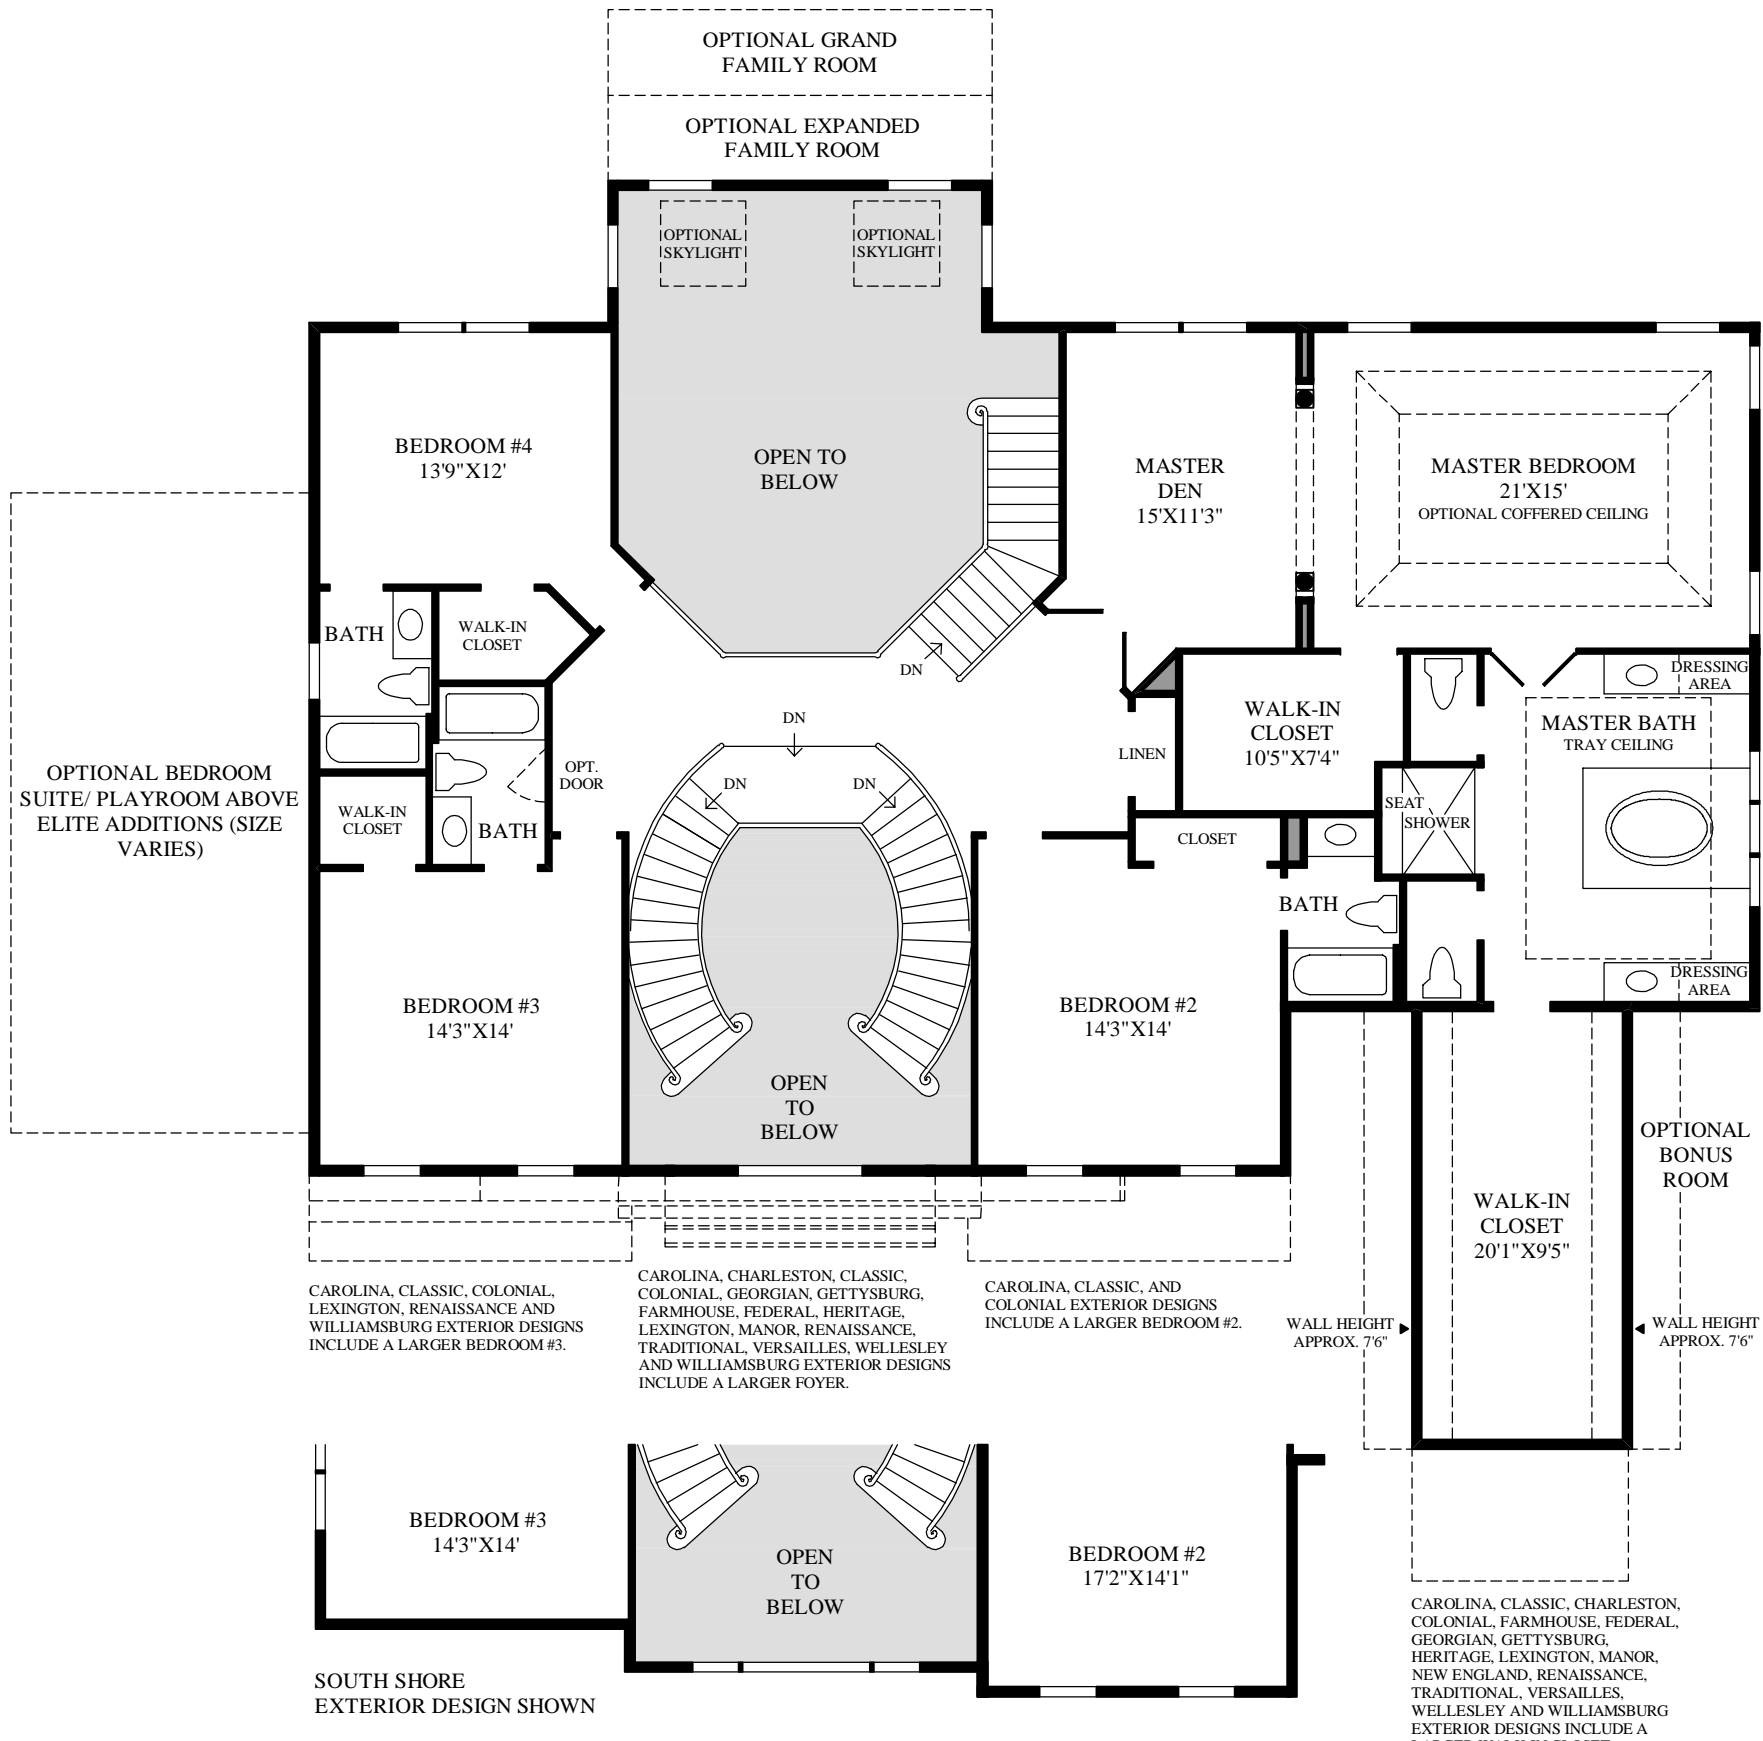 OPTIONAL GRAND
FAMILY ROOM
OPTIONAL EXPANDED
FAMILY ROOM
OPTIONAL
SKYLIGHT
OPTIONAL
SKYLIGHT
BEDROOM #4
13'9"X12'
OPEN TO
BELOW
MASTER
DEN
15'X11'3"
MASTER BEDROOM
21'X15'
OPTIONAL COFFERED CEILING
BATH
WALK-IN
CLOSET
DN
DRESSING
AREA
MASTER BATH
TRAY CEILING
WALK-IN
CLOSET
10'5"X7'4"
LINEN
DN
DN
DN
OPT.
DOOR
OPTIONAL BEDROOM
SUITE/ PLAYROOM ABOVE
ELITE ADDITIONS (SIZE
VARIES)
WALK-IN
CLOSET
BATH
CLOSET
SEAT
SHOWER
BATH
DRESSING
AREA
BEDROOM #3
14'3"X14'
BEDROOM #2
14'3"X14'
OPEN
TO
BELOW
OPTIONAL
BONUS
ROOM
WALK-IN
CLOSET
20'1"X9'5"
CAROLINA, CLASSIC, COLONIAL,
LEXINGTON, RENAISSANCE AND
WILLIAMSBURG EXTERIOR DESIGNS
INCLUDE A LARGER BEDROOM #3.
CAROLINA, CHARLESTON, CLASSIC,
COLONIAL, GEORGIAN, GETTYSBURG,
FARMHOUSE, FEDERAL, HERITAGE,
LEXINGTON, MANOR, RENAISSANCE,
TRADITIONAL, VERSAILLES, WELLESLEY
AND WILLIAMSBURG EXTERIOR DESIGNS
INCLUDE A LARGER FOYER.
CAROLINA, CLASSIC, AND
COLONIAL EXTERIOR DESIGNS
INCLUDE A LARGER BEDROOM #2.
WALL HEIGHT
APPROX. 7'6"
WALL HEIGHT
APPROX. 7'6"
BEDROOM #3
14'3"X14'
OPEN
TO
BELOW
BEDROOM #2
17'2"X14'1"
SOUTH SHORE
EXTERIOR DESIGN SHOWN
CAROLINA, CLASSIC, CHARLESTON,
COLONIAL, FARMHOUSE, FEDERAL,
GEORGIAN, GETTYSBURG,
HERITAGE, LEXINGTON, MANOR,
NEW ENGLAND, RENAISSANCE,
TRADITIONAL, VERSAILLES,
WELLESLEY AND WILLIAMSBURG
EXTERIOR DESIGNS INCLUDE A